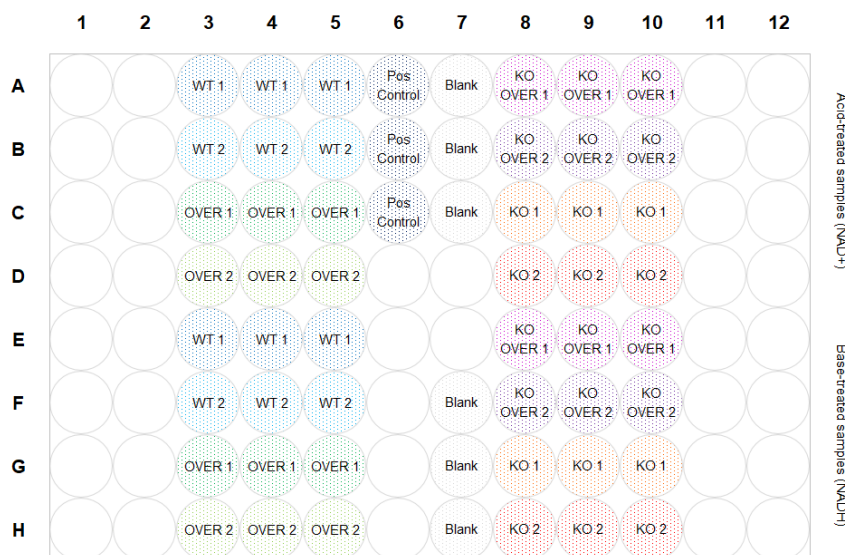 1 2 3 4 5 6 7 8 9 10 11 12
A WT 1 WT 1 WT 1 Pos Control Blank KO OVER 1 KO OVER 1 KO OVER 1
B WT 2 WT 2 WT 2 Pos Control Blank KO OVER 2 KO OVER 2 KO OVER 2
C OVER 1 OVER 1 OVER 1 Pos Control Blank KO 1 KO 1 KO 1
D OVER 2 OVER 2 OVER 2 KO 2 KO 2 KO 2
E WT 1 WT 1 WT 1 KO OVER 1 KO OVER 1 KO OVER 1
F WT 2 WT 2 WT 2 Blank KO OVER 2 KO OVER 2 KO OVER 2
G OVER 1 OVER 1 OVER 1 Blank KO 1 KO 1 KO 1
H OVER 2 OVER 2 OVER 2 Blank KO 2 KO 2 KO 2
Acid-treated samples (NAD+)
Base-treated samples (NADH)